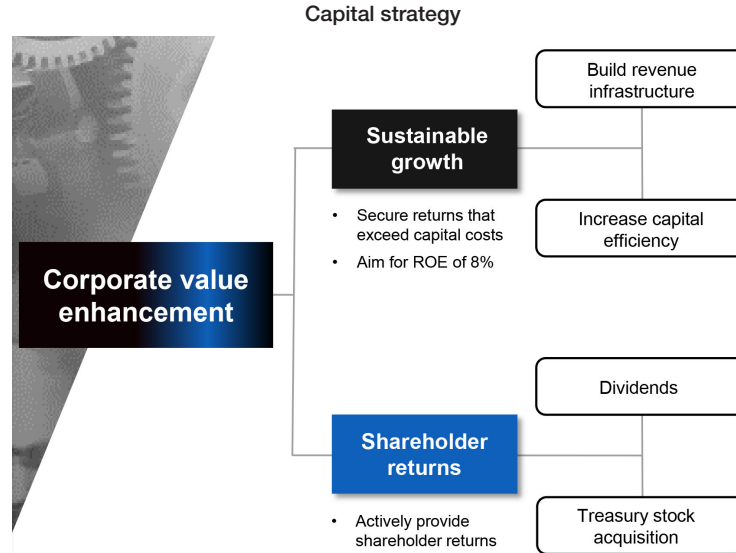 Capital strategy
Build revenue
infrastructure
Sustainable
growth
• Secure returns that
exceed capital costs
• Aim for ROE of 8%
Increase capital
efficiency
Corporate value
enhancement
Dividends
Shareholder
returns
• Actively provide
shareholder returns
Treasury stock
acquisition